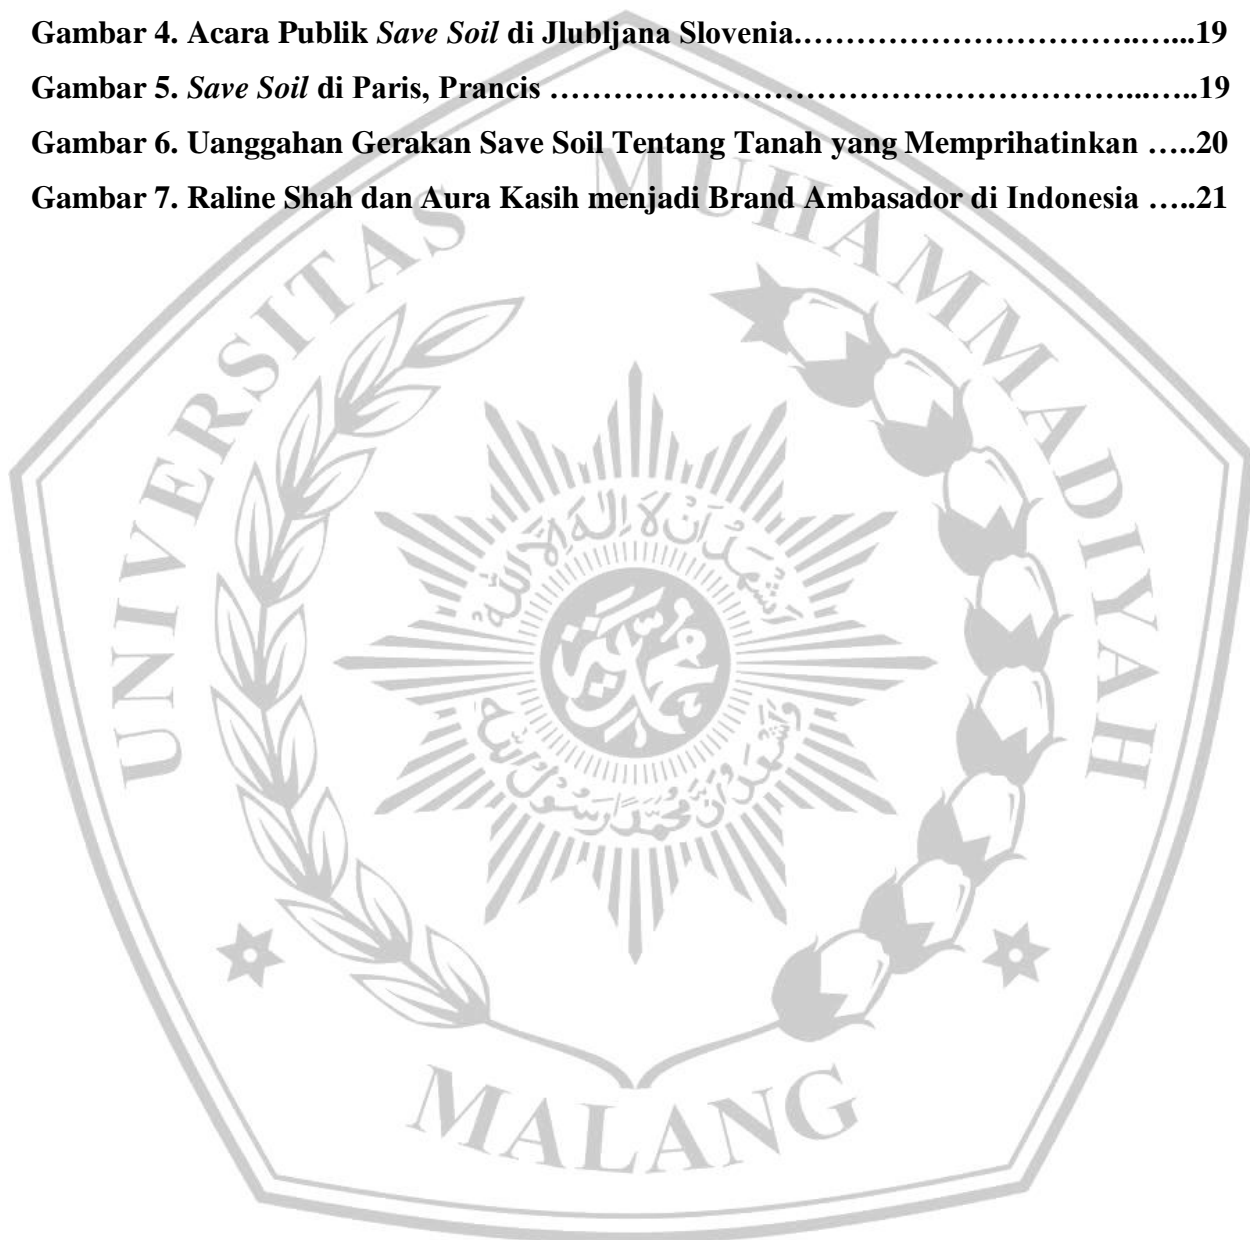 Gambar 4. Acara Publik Save Soil di Jlubljana Slovenia.…………………………….…...19
Gambar 5. Save Soil di Paris, Prancis …………………………………………………...…..19
Gambar 6. Uanggahan Gerakan Save Soil Tentang Tanah yang Memprihatinkan …..20
Gambar 7. Raline Shah dan Aura Kasih menjadi Brand Ambasador di Indonesia …..21
UNIVERSITAS MUHAMMADIYAH
MALANG